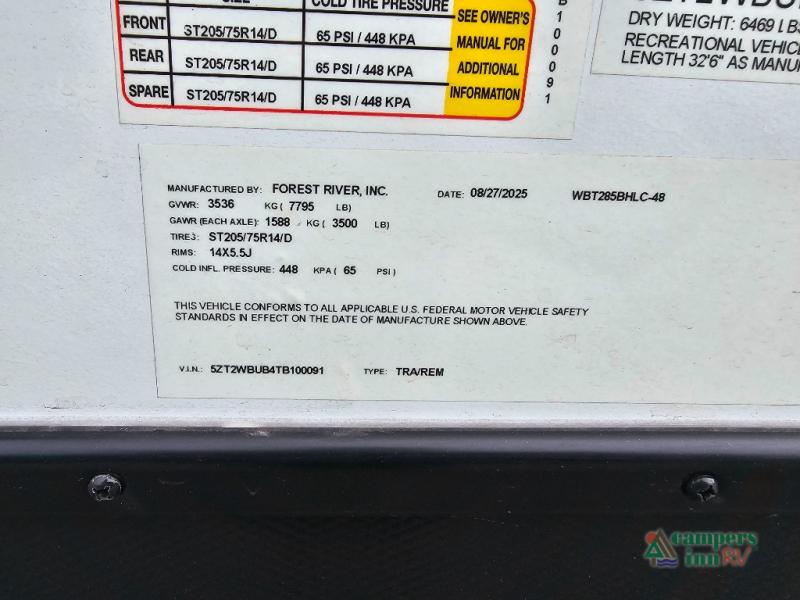 SIZE COLD TIRE PRESSURE
FRONT ST205/75R14/D 65 PSI / 448 KPA
REAR ST205/75R14/D 65 PSI / 448 KPA
SPARE ST205/75R14/D 65 PSI / 448 KPA
SEE OWNER'S
MANUAL FOR
ADDITIONAL
INFORMATION
B
1
0
0
0
9
1
DRY WEIGHT: 6469 LBS
RECREATIONAL VEHIC
LENGTH 32'6" AS MANU
MANUFACTURED BY: FOREST RIVER, INC. DATE: 08/27/2025 WBT285BHLC-48
GVWR: 3536 KG ( 7795 LB)
GAWR (EACH AXLE): 1588 KG ( 3500 LB)
TIRES: ST205/75R14/D
RIMS: 14X5.5J
COLD INFL. PRESSURE: 448 KPA ( 65 PSI )
THIS VEHICLE CONFORMS TO ALL APPLICABLE U.S. FEDERAL MOTOR VEHICLE SAFETY
STANDARDS IN EFFECT ON THE DATE OF MANUFACTURE SHOWN ABOVE.
V.I.N.: 5ZT2WBUB4TB100091 TYPE: TRA/REM
campers
inn RV